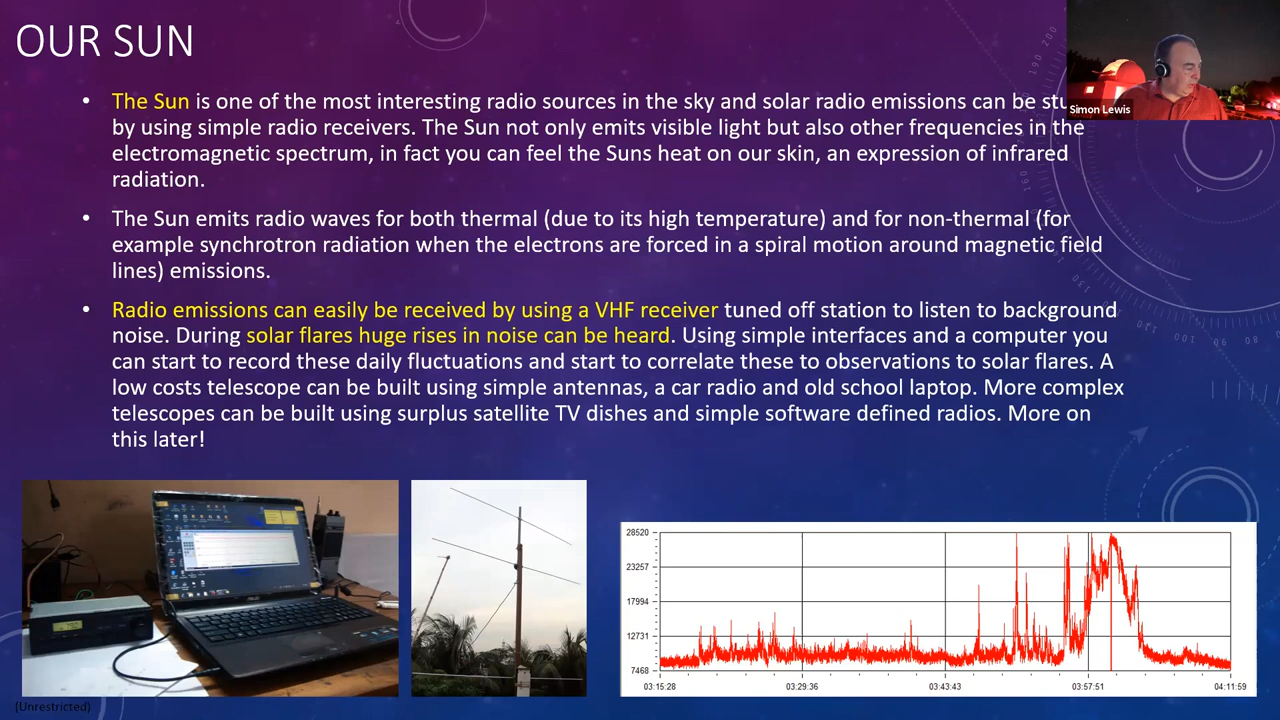 OUR SUN
• The Sun is one of the most interesting radio sources in the sky and solar radio emissions can be
by using simple radio receivers. The Sun not only emits visible light but also other frequencies in the
electromagnetic spectrum, in fact you can feel the Suns heat on our skin, an expression of infrared
radiation.
• The Sun emits radio waves for both thermal (due to its high temperature) and for non-thermal (for
example synchrotron radiation when the electrons are forced in a spiral motion around magnetic field
lines) emissions.
• Radio emissions can easily be received by using a VHF receiver tuned off station to listen to background
noise. During solar flares huge rises in noise can be heard. Using simple interfaces and a computer you
can start to record these daily fluctuations and start to correlate these to observations to solar flares. A
low costs telescope can be built using simple antennas, a car radio and old school laptop. More complex
telescopes can be built using surplus satellite TV dishes and simple software defined radios. More on
this later!
Simon Lewis
28520
23257
17994
12731
7468
03:15:28 03:29:36 03:43:43 03:57:51 04:11:59
(Unrestricted)